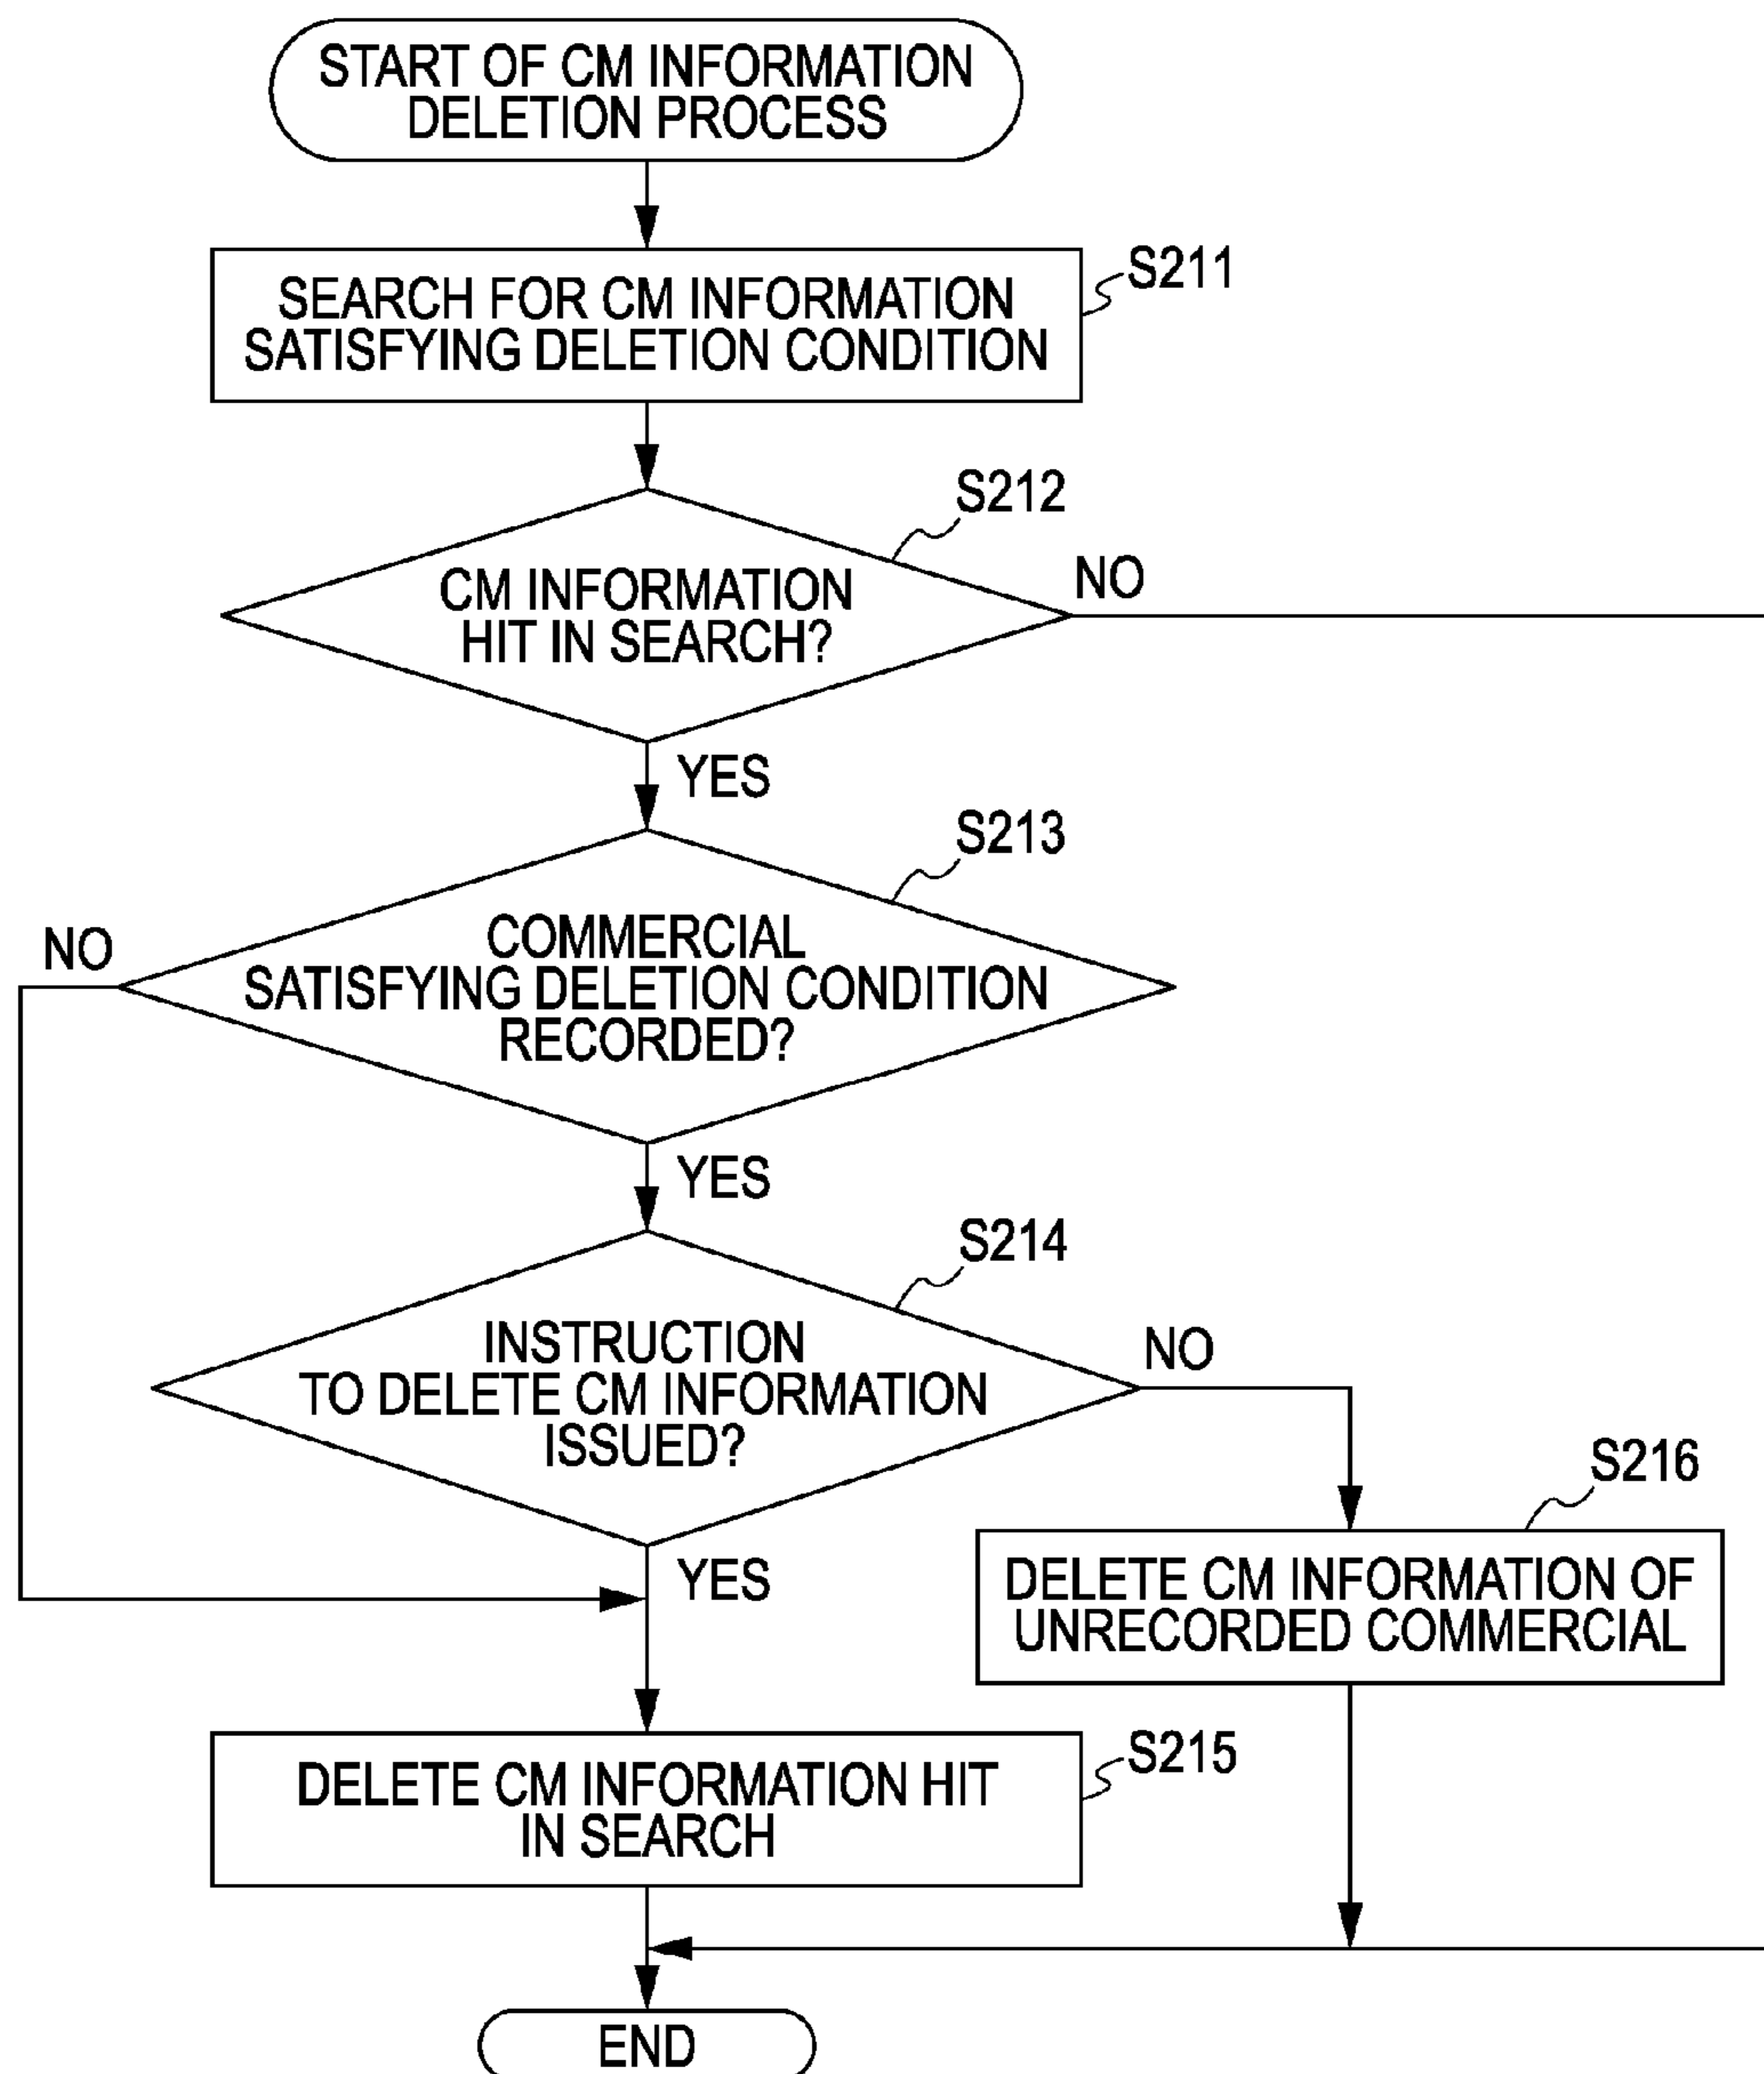 START OF CM INFORMATION
DELETION PROCESS
S211
SEARCH FOR CM INFORMATION
SATISFYING DELETION CONDITION
S212
CM INFORMATION
HIT IN SEARCH?
NO
YES
S213
COMMERCIAL
SATISFYING DELETION CONDITION
RECORDED?
NO
YES
S214
INSTRUCTION
TO DELETE CM INFORMATION
ISSUED?
NO
YES
S216
DELETE CM INFORMATION OF
UNRECORDED COMMERCIAL
S215
DELETE CM INFORMATION HIT
IN SEARCH
END